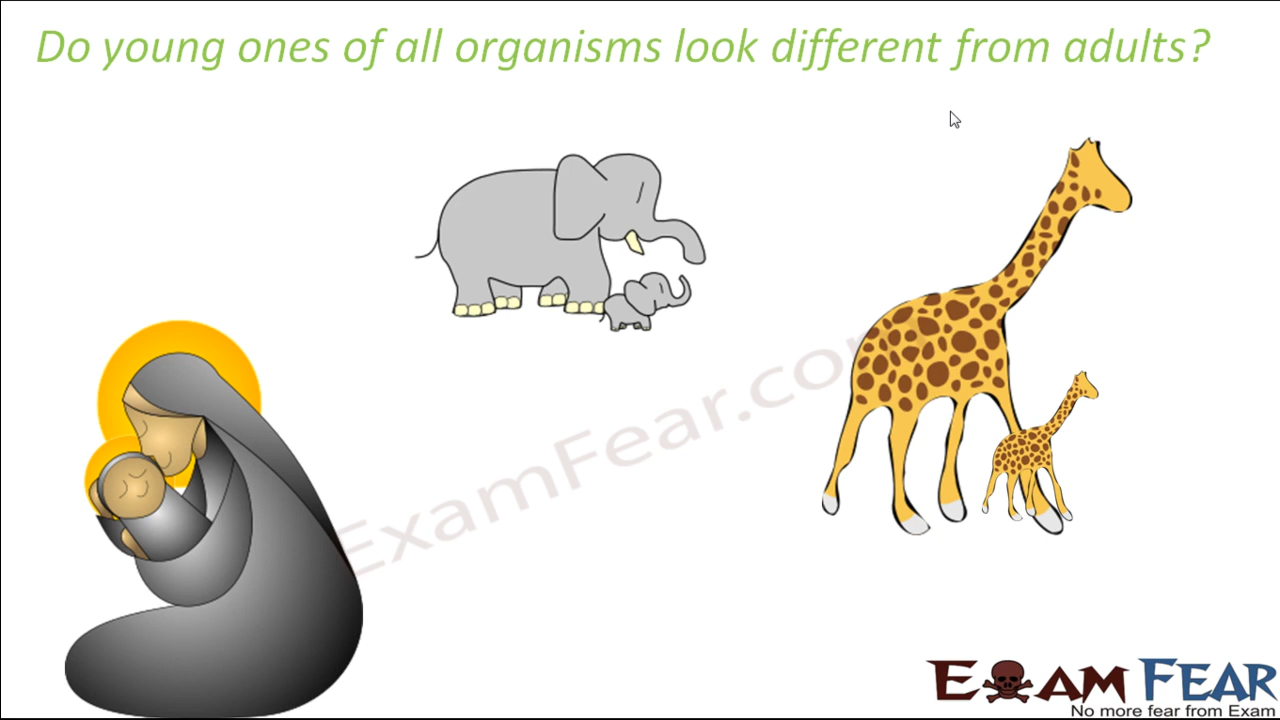 Do young ones of all organisms look different from adults?
ExamFear.com
EXAM FEAR
No more fear from Exam